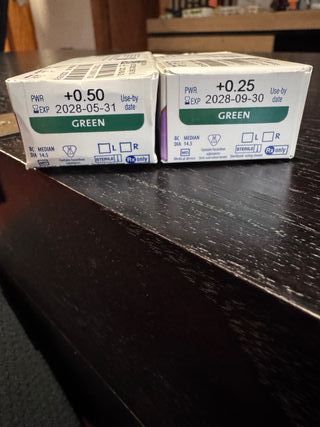 PWR +0.50 Use-by date
EXP 2028-05-31
GREEN
BC MEDIAN
DIA 14.5
L R
MD
STERILE
Rx only
PWR +0.25 Use-by date
EXP 2028-09-30
GREEN
BC MEDIAN
DIA 14.5
L R
MD
STERILE
Rx only